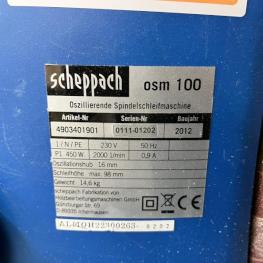 scheppach osm 100
Oszillierende Spindelschleifmaschine
Artikel-Nr Serien-Nr Baujahr
4903401901 0111-01202 2012
1 / N / PE 230 V 50 Hz
P1 450 W 2000 1/min 0,9 A
Oszillationshub 16 mm
Schleifhöhe max. 98 mm
Gewicht 14,6 kg
scheppach Fabrikation von
Holzbearbeitungsmaschinen GmbH
Günzburger Str. 69
D-89335 Ichenhausen